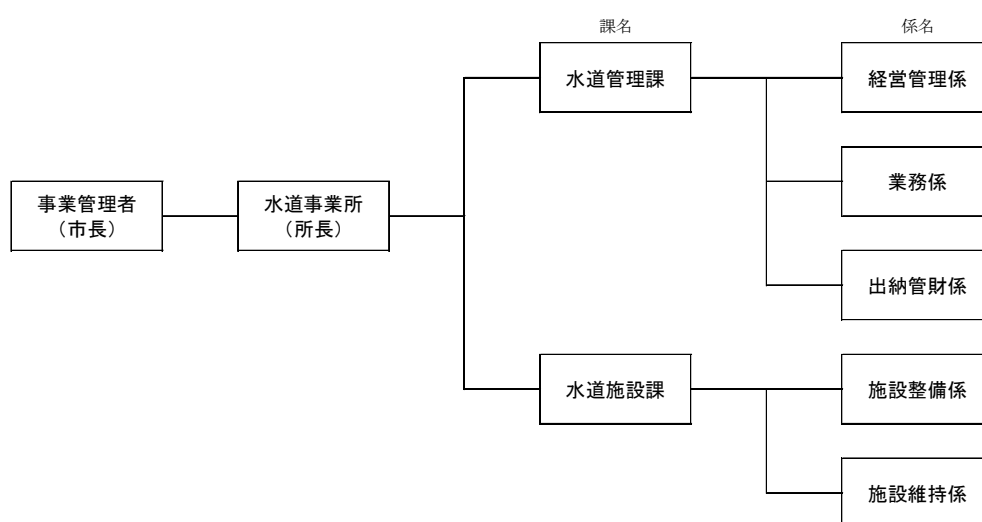 課名
係名
事業管理者
（市長）
水道事業所
（所長）
水道管理課
経営管理係
業務係
出納管財係
水道施設課
施設整備係
施設維持係